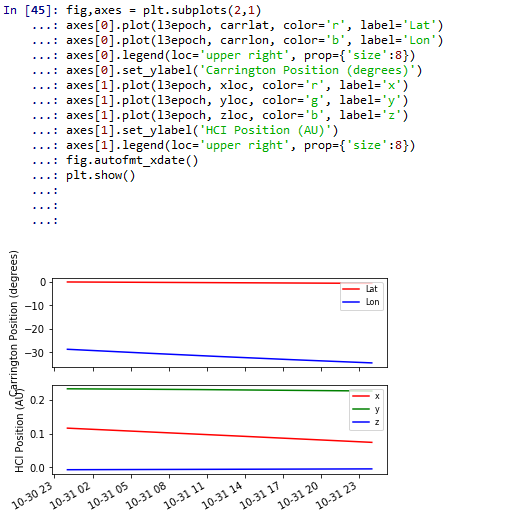 In [45]: fig,axes = plt.subplots(2,1)
...: axes[0].plot(l3epoch, carrlat, color='r', label='Lat')
...: axes[0].plot(l3epoch, carrlon, color='b', label='Lon')
...: axes[0].legend(loc='upper right', prop={'size':8})
...: axes[0].set_ylabel('Carrington Position (degrees)')
...: axes[1].plot(l3epoch, xloc, color='r', label='x')
...: axes[1].plot(l3epoch, yloc, color='g', label='y')
...: axes[1].plot(l3epoch, zloc, color='b', label='z')
...: axes[1].set_ylabel('HCI Position (AU)')
...: axes[1].legend(loc='upper right', prop={'size':8})
...: fig.autofmt_xdate()
...: plt.show()
...:
...:
...:
Carrington Position (degrees)
0
−10
−20
−30
Lat
Lon
HCI Position (AU)
0.2
0.1
0.0
x
y
z
10-30 23
10-31 02
10-31 05
10-31 08
10-31 11
10-31 14
10-31 17
10-31 20
10-31 23